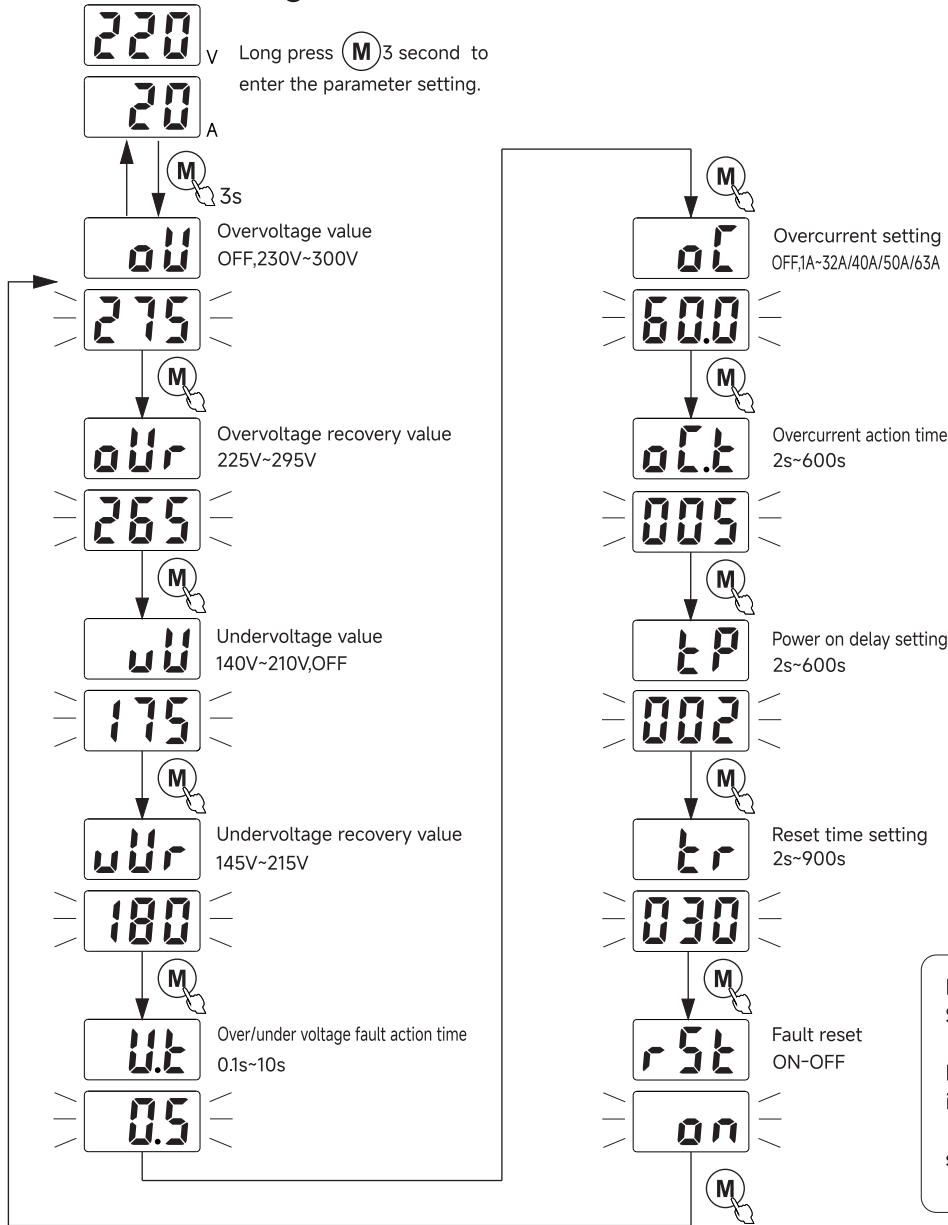 220 V
Long press M 3 second to
enter the parameter setting.
20 A
M
3s
oU
Overvoltage value
OFF,230V~300V
275
M
oUr
Overvoltage recovery value
225V~295V
265
M
uU
Undervoltage value
140V~210V,OFF
175
M
uUr
Undervoltage recovery value
145V~215V
180
M
U.t
Over/under voltage fault action time
0.1s~10s
0.5
M
oC
Overcurrent setting
OFF,1A~32A/40A/50A/63A
60.0
M
oC.t
Overcurrent action time
2s~600s
005
M
tP
Power on delay setting
2s~600s
002
M
tr
Reset time setting
2s~900s
030
M
rSt
Fault reset
ON-OFF
on
M